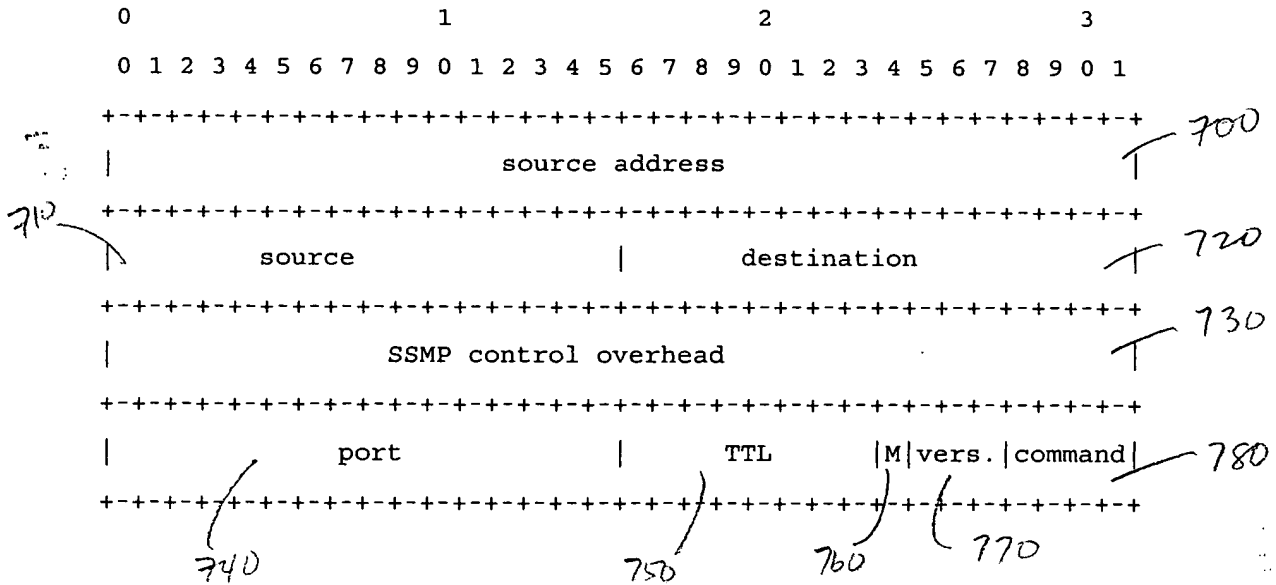 0 1 2 3
0 1 2 3 4 5 6 7 8 9 0 1 2 3 4 5 6 7 8 9 0 1 2 3 4 5 6 7 8 9 0 1
+-+-+-+-+-+-+-+-+-+-+-+-+-+-+-+-+-+-+-+-+-+-+-+-+-+-+-+-+-+-+-+-+
700
| source address |
+-+-+-+-+-+-+-+-+-+-+-+-+-+-+-+-+-+-+-+-+-+-+-+-+-+-+-+-+-+-+-+-+
710
| source | destination | 720
+-+-+-+-+-+-+-+-+-+-+-+-+-+-+-+-+-+-+-+-+-+-+-+-+-+-+-+-+-+-+-+-+
730
| SSMP control overhead |
+-+-+-+-+-+-+-+-+-+-+-+-+-+-+-+-+-+-+-+-+-+-+-+-+-+-+-+-+-+-+-+-+
| port | TTL |M|vers.|command| 780
+-+-+-+-+-+-+-+-+-+-+-+-+-+-+-+-+-+-+-+-+-+-+-+-+-+-+-+-+-+-+-+-+
740 750 760 770